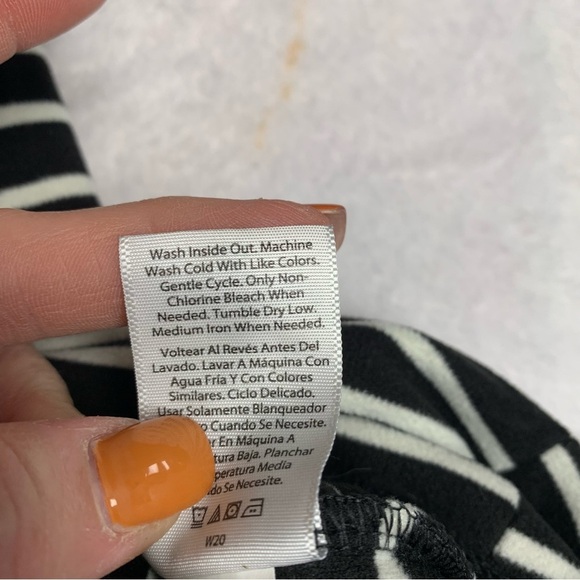 Wash Inside Out. Machine
Wash Cold With Like Colors.
Gentle Cycle. Only Non-
Chlorine Bleach When
Needed. Tumble Dry Low.
Medium Iron When Needed.
Voltear Al Revés Antes Del
Lavado. Lavar A Máquina Con
Agua Fria Y Con Colores
Similares. Ciclo Delicado.
Usar Solamente Blanqueador
Cuando Se Necesite.
En Máquina A
Baja. Planchar
Media
Se Necesite.
W20